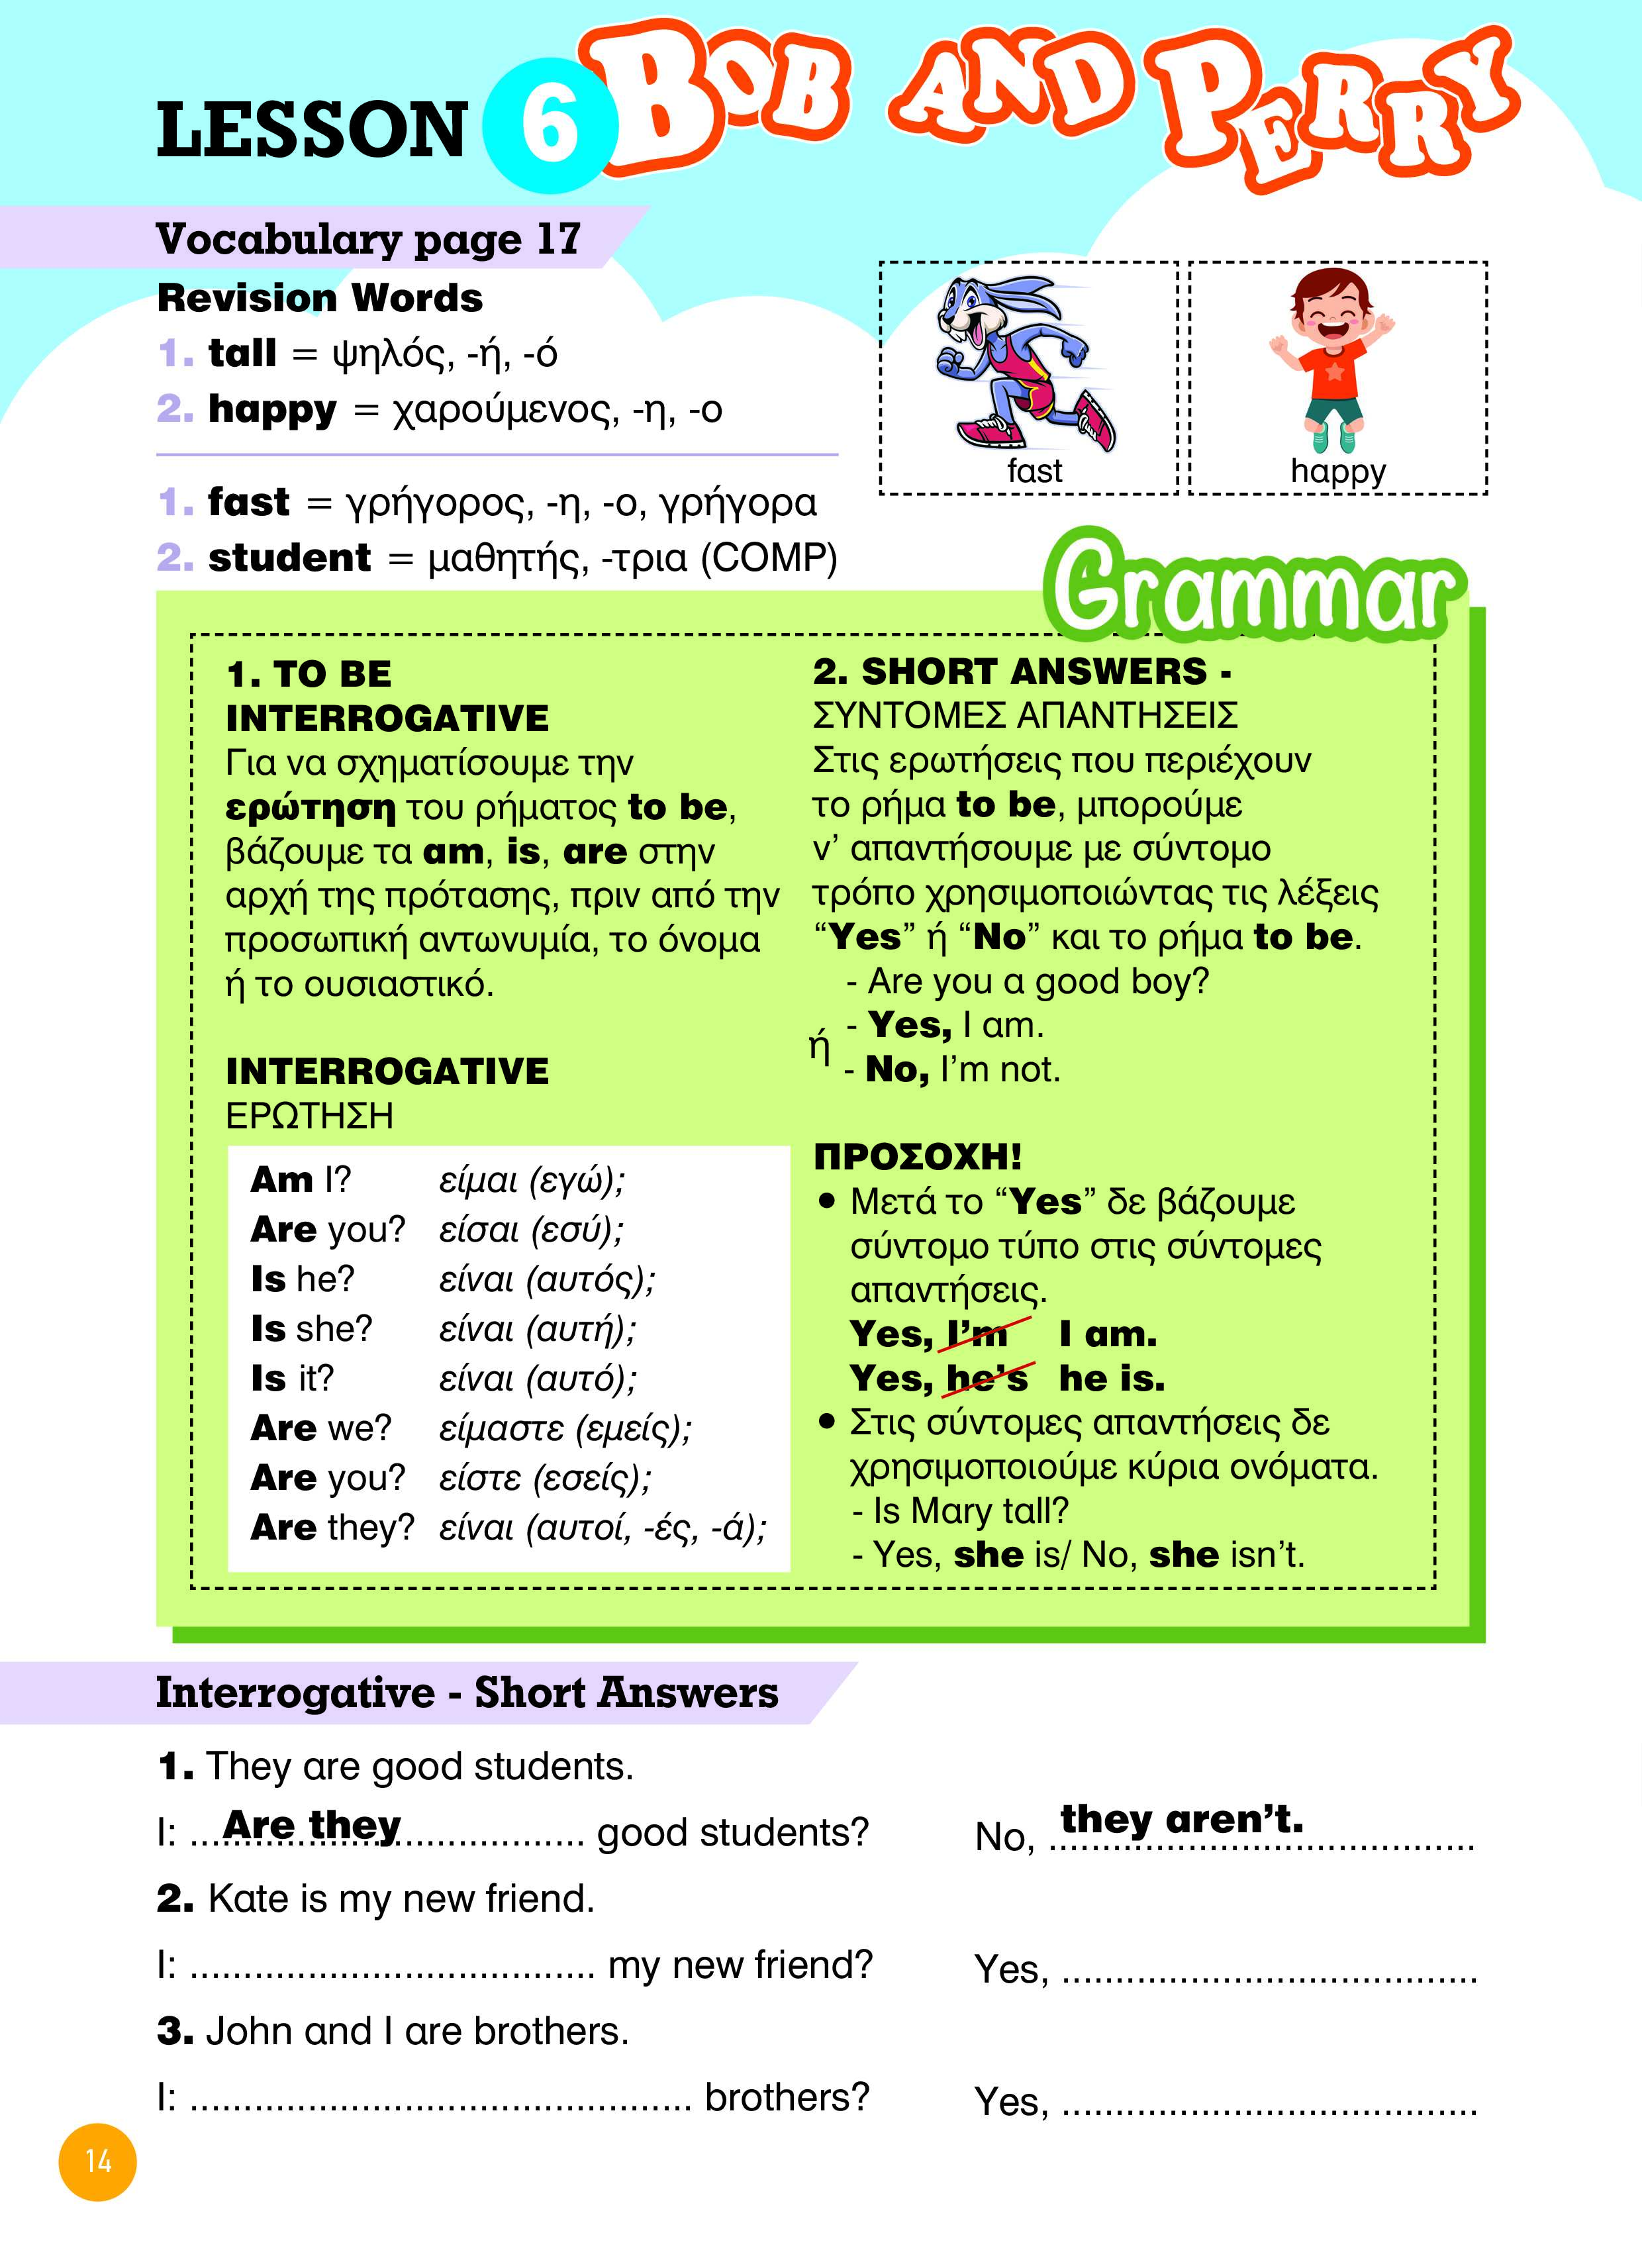 LESSON 6 BOB AND PERRY
Vocabulary page 17
Revision Words
1. tall = ψηλός, -ή, -ό
2. happy = χαρούμενος, -η, -ο
1. fast = γρήγορος, -η, -ο, γρήγορα
2. student = μαθητής, -τρια (COMP)
fast
happy
Grammar
1. TO BE
INTERROGATIVE
Για να σχηματίσουμε την
ερώτηση του ρήματος to be,
βάζουμε τα am, is, are στην
αρχή της πρότασης, πριν από την
προσωπική αντωνυμία, το όνομα
ή το ουσιαστικό.
INTERROGATIVE
ΕΡΩΤΗΣΗ
Am I? είμαι (εγώ);
Are you? είσαι (εσύ);
Is he? είναι (αυτός);
Is she? είναι (αυτή);
Is it? είναι (αυτό);
Are we? είμαστε (εμείς);
Are you? είστε (εσείς);
Are they? είναι (αυτοί, -ές, -ά);
2. SHORT ANSWERS -
ΣΥΝΤΟΜΕΣ ΑΠΑΝΤΗΣΕΙΣ
Στις ερωτήσεις που περιέχουν
το ρήμα to be, μπορούμε
ν’ απαντήσουμε με σύντομο
τρόπο χρησιμοποιώντας τις λέξεις
“Yes” ή “No” και το ρήμα to be.
- Are you a good boy?
- Yes, I am.
ή
- No, I’m not.
ΠΡΟΣΟΧΗ!
• Μετά το “Yes” δε βάζουμε
σύντομο τύπο στις σύντομες
απαντήσεις.
Yes, I’m I am.
Yes, he’s he is.
• Στις σύντομες απαντήσεις δε
χρησιμοποιούμε κύρια ονόματα.
- Is Mary tall?
- Yes, she is/ No, she isn’t.
Interrogative - Short Answers
1. They are good students.
I: Are they good students? No, they aren’t.
2. Kate is my new friend.
I: ...................................... my new friend? Yes, .......................................
3. John and I are brothers.
I: ............................................... brothers? Yes, .......................................
14